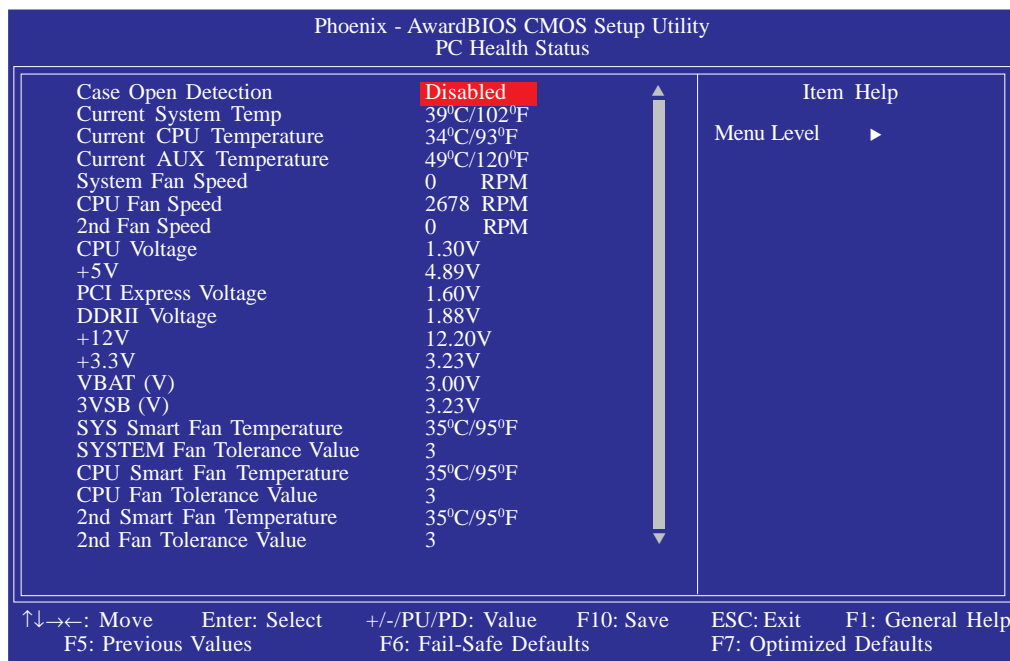 Phoenix - AwardBIOS CMOS Setup Utility
PC Health Status
Case Open Detection Disabled
Current System Temp 39⁰C/102⁰F
Current CPU Temperature 34⁰C/93⁰F
Current AUX Temperature 49⁰C/120⁰F
System Fan Speed 0 RPM
CPU Fan Speed 2678 RPM
2nd Fan Speed 0 RPM
CPU Voltage 1.30V
+5V 4.89V
PCI Express Voltage 1.60V
DDRII Voltage 1.88V
+12V 12.20V
+3.3V 3.23V
VBAT (V) 3.00V
3VSB (V) 3.23V
SYS Smart Fan Temperature 35⁰C/95⁰F
SYSTEM Fan Tolerance Value 3
CPU Smart Fan Temperature 35⁰C/95⁰F
CPU Fan Tolerance Value 3
2nd Smart Fan Temperature 35⁰C/95⁰F
2nd Fan Tolerance Value 3
Item Help
Menu Level ▶
↑↓→←: Move Enter: Select +/-/PU/PD: Value F10: Save ESC: Exit F1: General Help
F5: Previous Values F6: Fail-Safe Defaults F7: Optimized Defaults